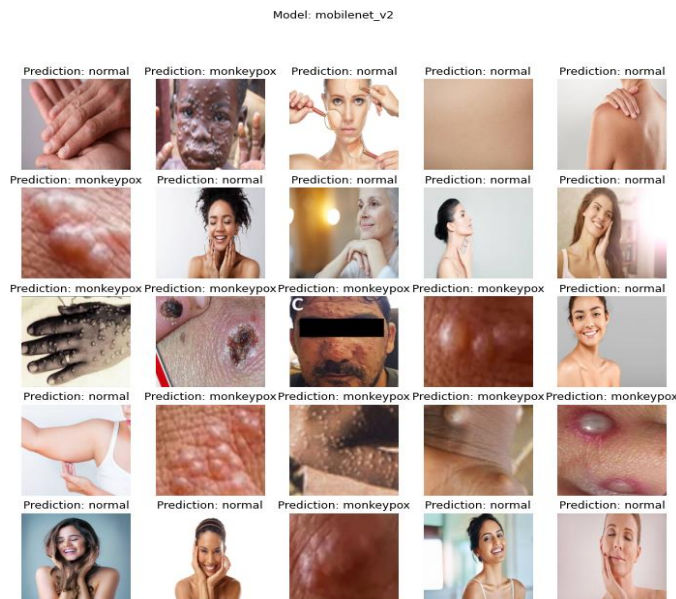 Model: mobilenet_v2
Prediction: normal Prediction: monkeypox Prediction: normal Prediction: normal Prediction: normal
Prediction: monkeypox Prediction: normal Prediction: normal Prediction: normal Prediction: normal
Prediction: monkeypox Prediction: monkeypox Prediction: monkeypox Prediction: monkeypox Prediction: normal
C
Prediction: normal Prediction: monkeypox Prediction: monkeypox Prediction: monkeypox Prediction: monkeypox
Prediction: normal Prediction: normal Prediction: monkeypox Prediction: normal Prediction: normal